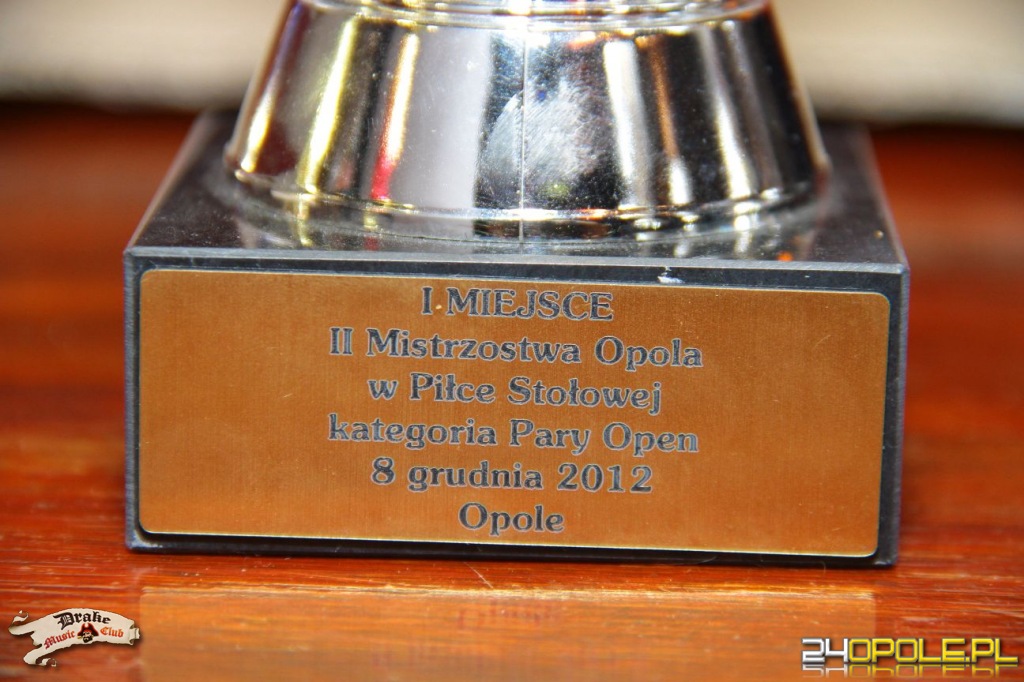 I MIEJSCE
II Mistrzostwa Opola
w Piłce Stołowej
kategoria Pary Open
8 grudnia 2012
Opole
Drake
Music Club
24OPOLE.PL